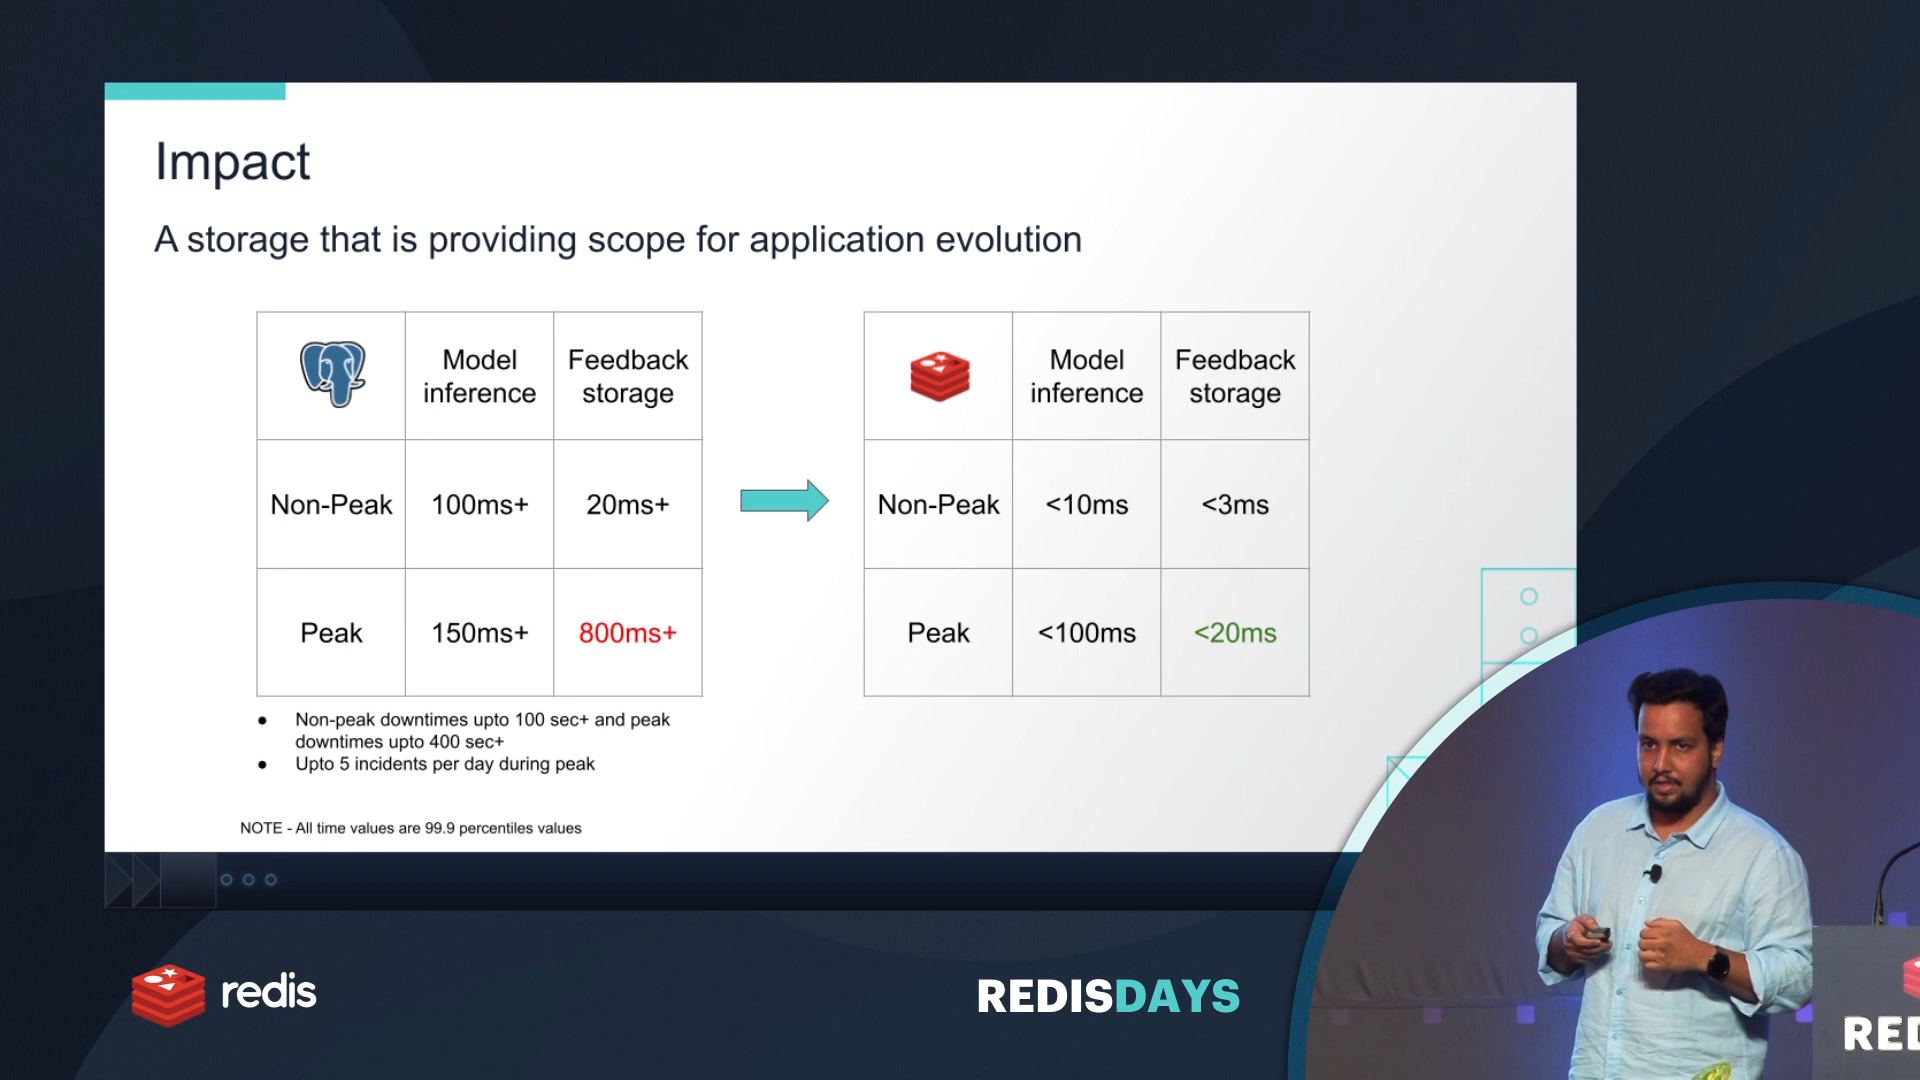 Impact
A storage that is providing scope for application evolution
Model
inference
Feedback
storage
Non-Peak
100ms+
20ms+
Peak
150ms+
800ms+
Model
inference
Feedback
storage
Non-Peak
<10ms
<3ms
Peak
<100ms
<20ms
● Non-peak downtimes upto 100 sec+ and peak
downtimes upto 400 sec+
● Upto 5 incidents per day during peak
NOTE - All time values are 99.9 percentiles values
redis
REDISDAYS